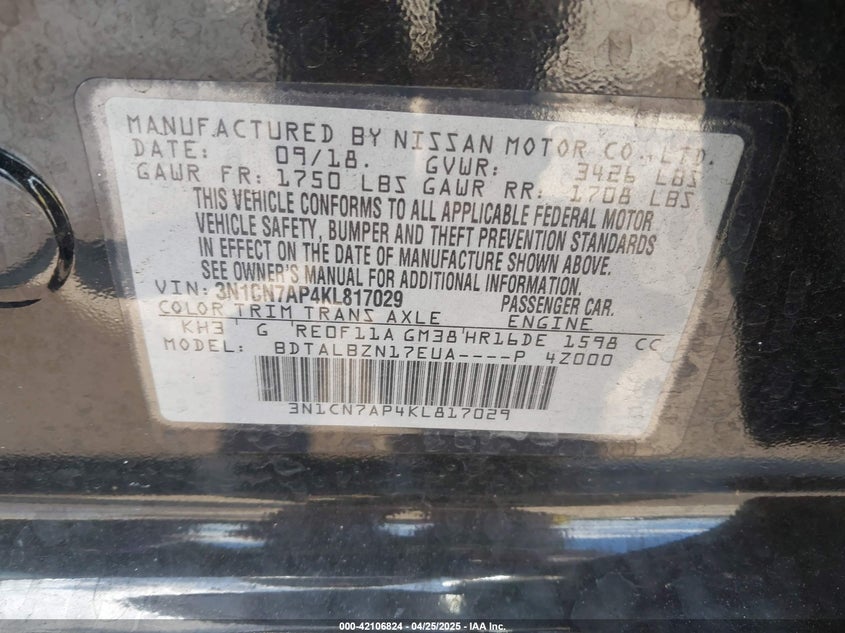 MANUFACTURED BY NISSAN MOTOR CO.,LTD.
DATE: 09/18. GVWR: 3426 LBS
GAWR FR: 1750 LBS GAWR RR: 1708 LBS
THIS VEHICLE CONFORMS TO ALL APPLICABLE FEDERAL MOTOR
VEHICLE SAFETY, BUMPER AND THEFT PREVENTION STANDARDS
IN EFFECT ON THE DATE OF MANUFACTURE SHOWN ABOVE.
SEE OWNER'S MANUAL FOR ADDITIONAL INFORMATION.
VIN: 3N1CN7AP4KL817029 PASSENGER CAR.
COLOR TRIM TRANS AXLE ENGINE
KH3 G 'RE0F11A GM38'HR16DE 1598 CC
MODEL: BDTALBZN17EUA----P 4Z000
3N1CN7AP4KL817029
000-42106824 - 04/25/2025 - IAA Inc.